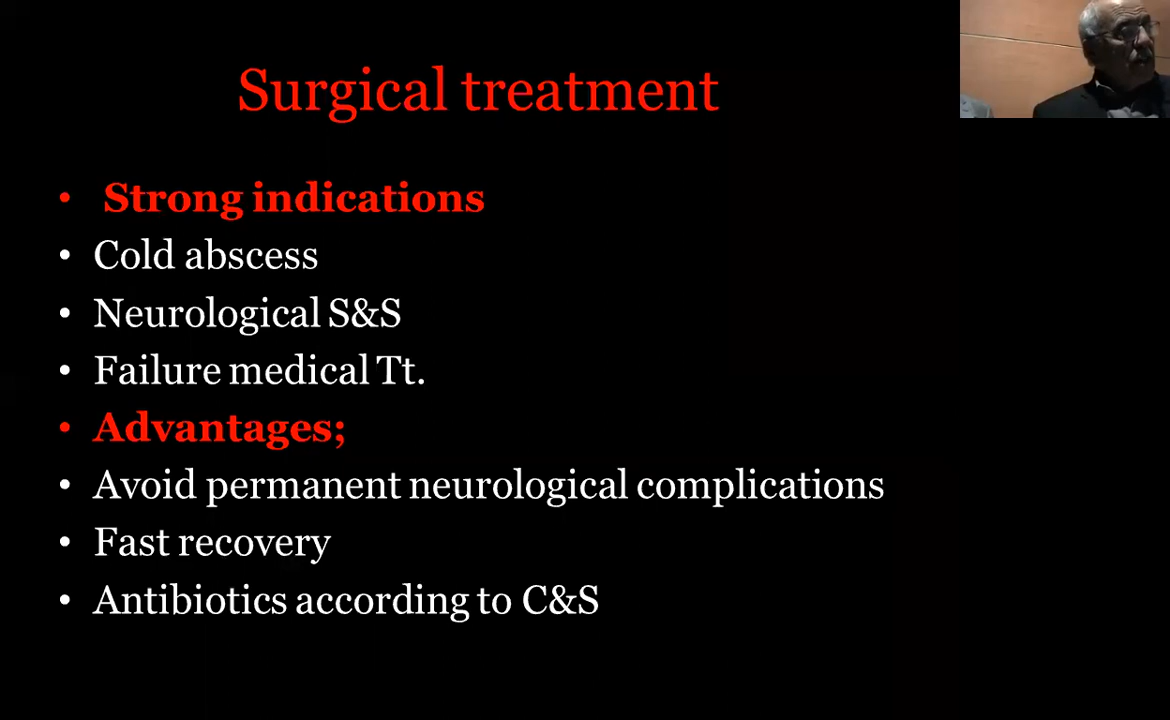 Surgical treatment
• Strong indications
• Cold abscess
• Neurological S&S
• Failure medical Tt.
• Advantages;
• Avoid permanent neurological complications
• Fast recovery
• Antibiotics according to C&S